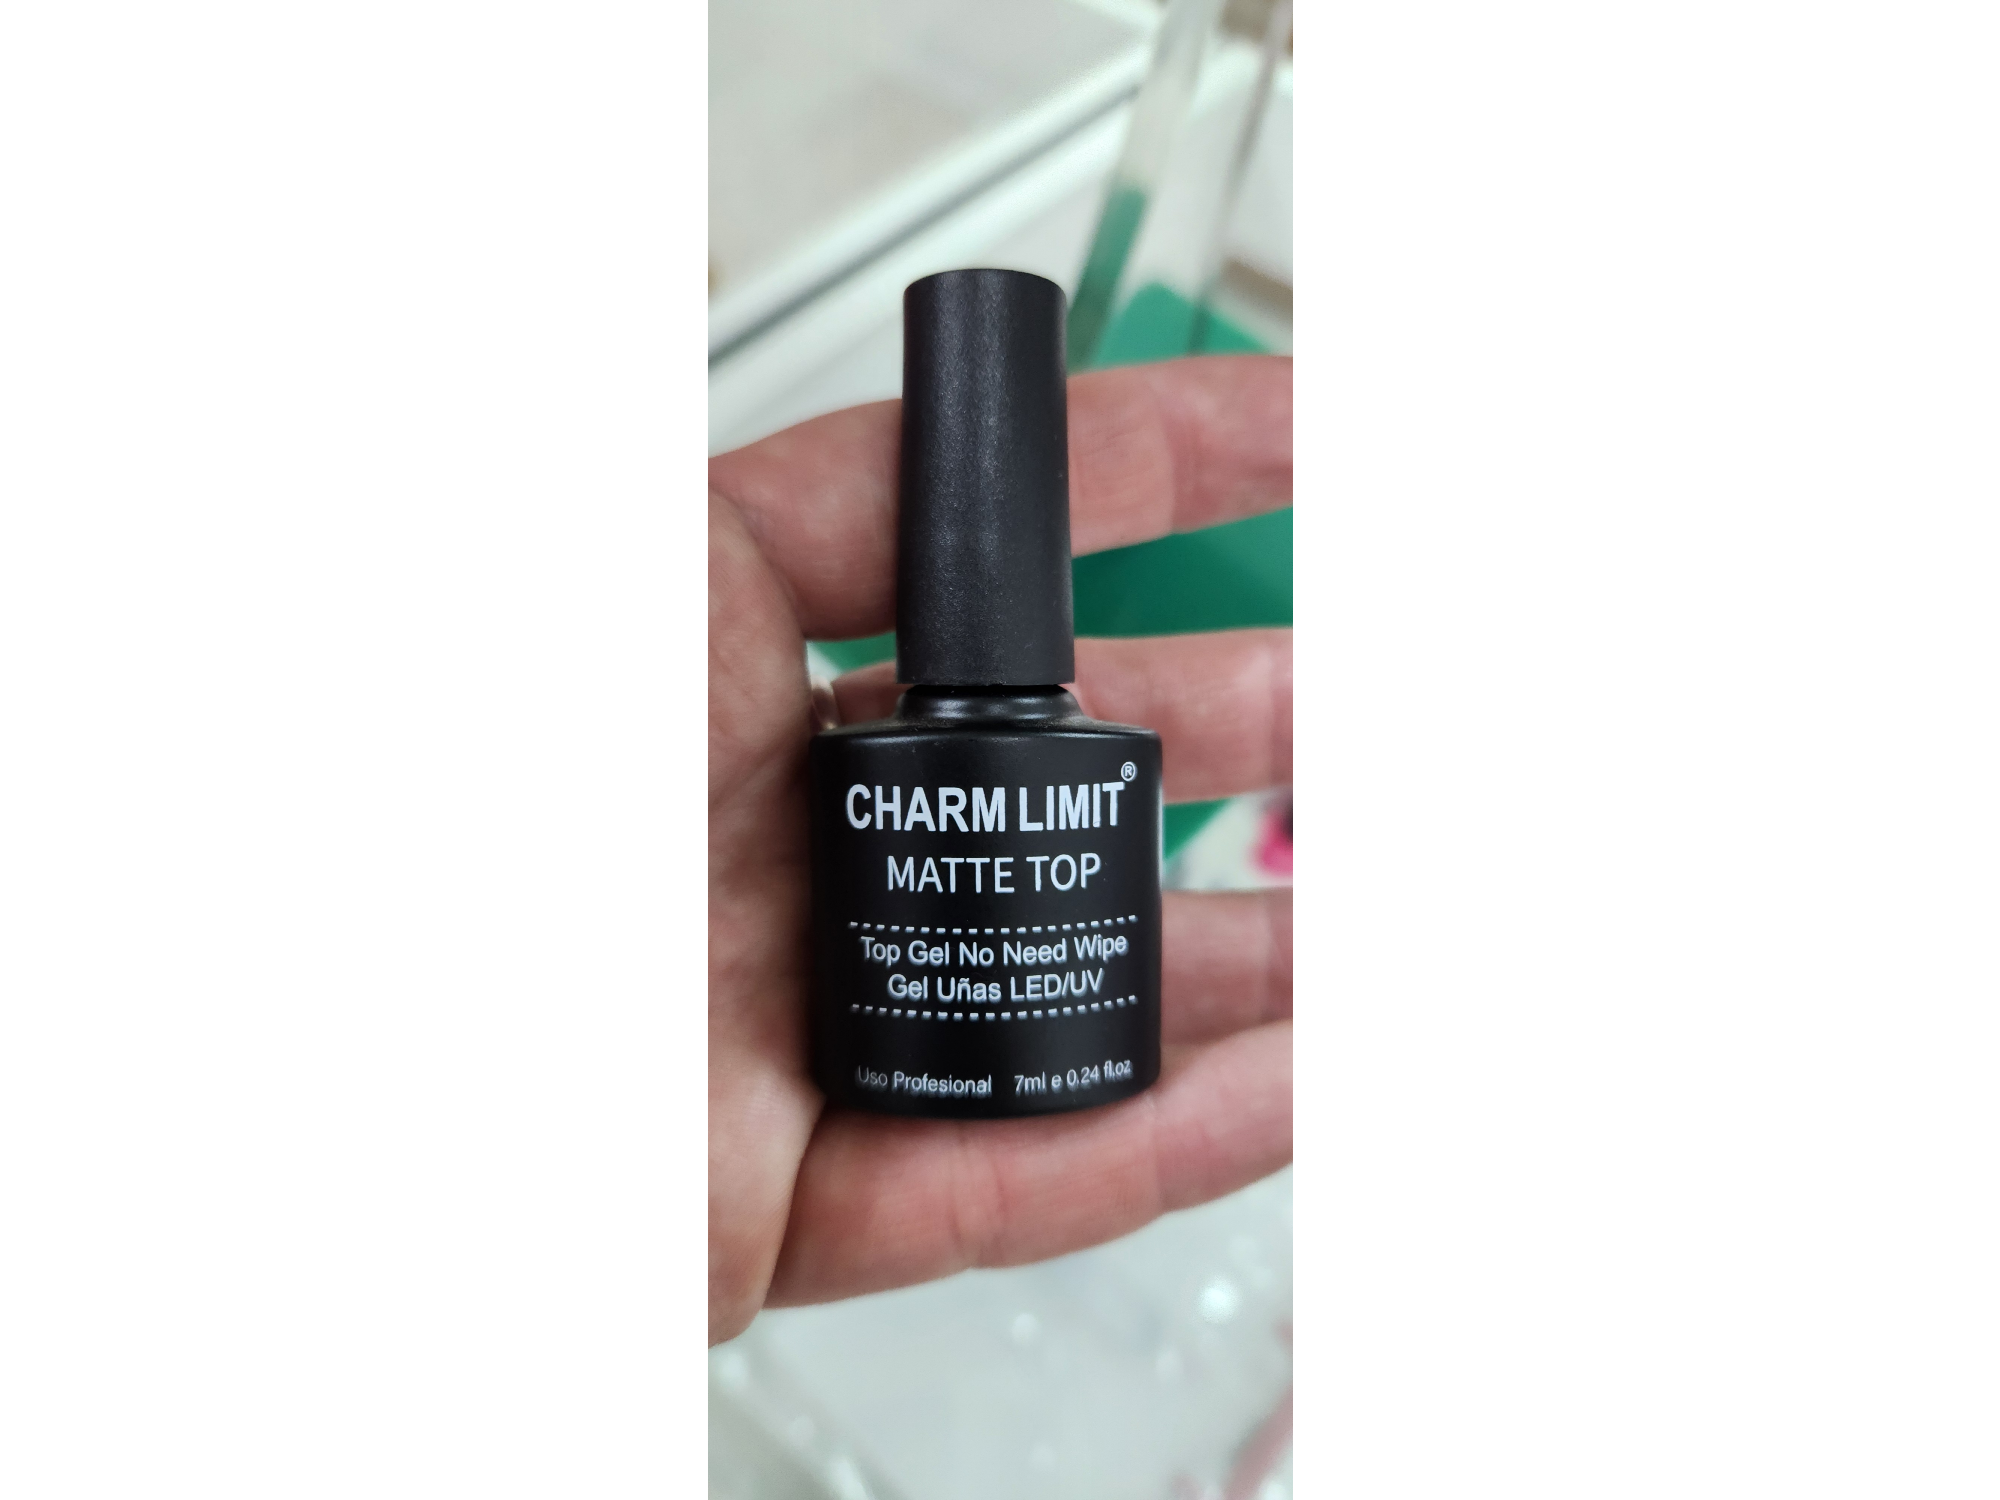 CHARM LIMIT®
MATTE TOP
Top Gel No Need Wipe
Gel Uñas LED/UV
Uso Profesional 7ml e 0.24 fl.oz